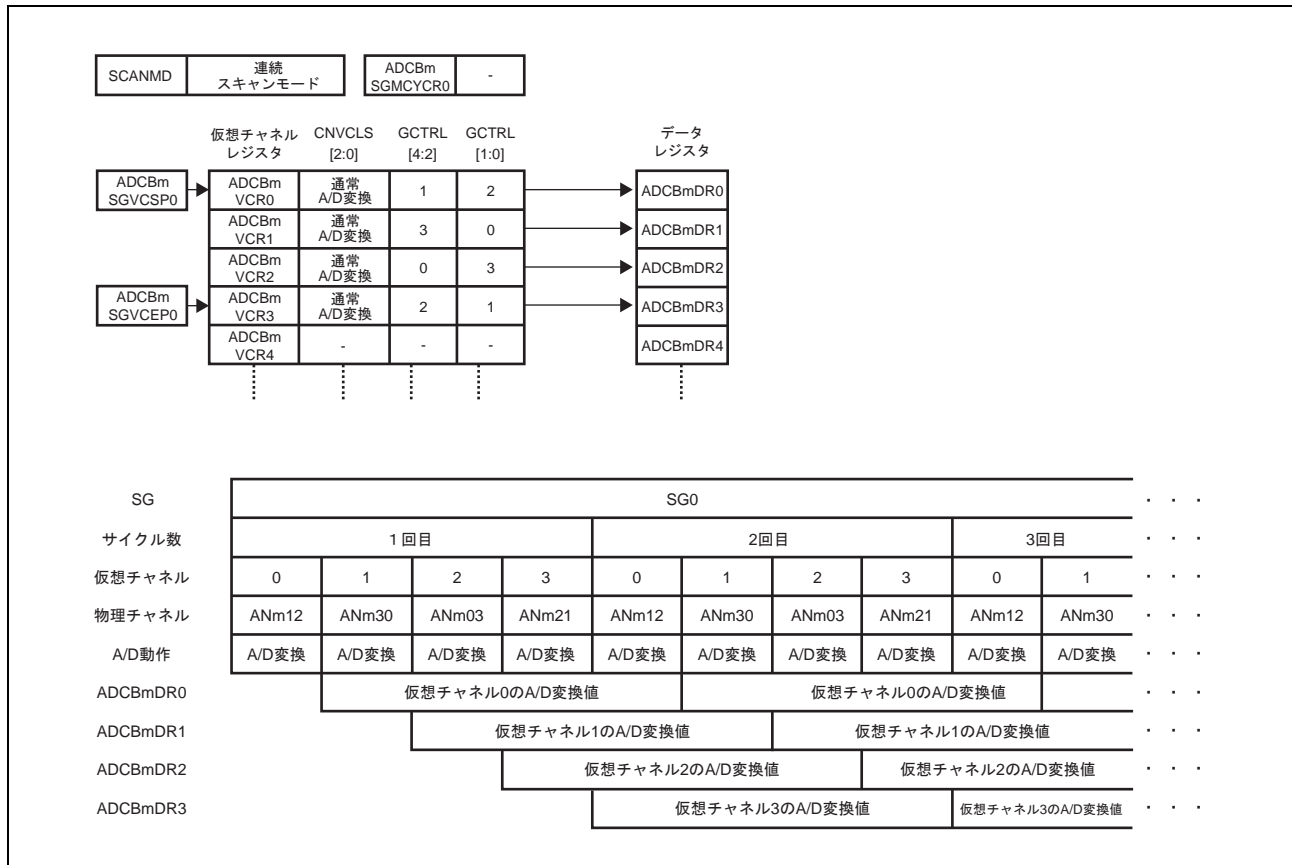 SCANMD 連続スキャンモード ADCBm SGMCYCR0 -
仮想チャネルレジスタ CNVCLS [2:0] GCTRL [4:2] GCTRL [1:0] データレジスタ
ADCBm SGVCSP0 ADCBm VCR0 通常A/D変換 1 2 ADCBmDR0
ADCBm VCR1 通常A/D変換 3 0 ADCBmDR1
ADCBm VCR2 通常A/D変換 0 3 ADCBmDR2
ADCBm SGVCEP0 ADCBm VCR3 通常A/D変換 2 1 ADCBmDR3
ADCBm VCR4 - - - ADCBmDR4
SG SG0 ・ ・ ・
サイクル数 1回目 2回目 3回目 ・ ・ ・
仮想チャネル 0 1 2 3 0 1 2 3 0 1 ・ ・ ・
物理チャネル ANm12 ANm30 ANm03 ANm21 ANm12 ANm30 ANm03 ANm21 ANm12 ANm30 ・ ・ ・
A/D動作 A/D変換 A/D変換 A/D変換 A/D変換 A/D変換 A/D変換 A/D変換 A/D変換 A/D変換 A/D変換 ・ ・ ・
ADCBmDR0 仮想チャネル0のA/D変換値 仮想チャネル0のA/D変換値 ・ ・ ・
ADCBmDR1 仮想チャネル1のA/D変換値 仮想チャネル1のA/D変換値 ・ ・ ・
ADCBmDR2 仮想チャネル2のA/D変換値 仮想チャネル2のA/D変換値 ・ ・ ・
ADCBmDR3 仮想チャネル3のA/D変換値 仮想チャネル3のA/D変換値 ・ ・ ・